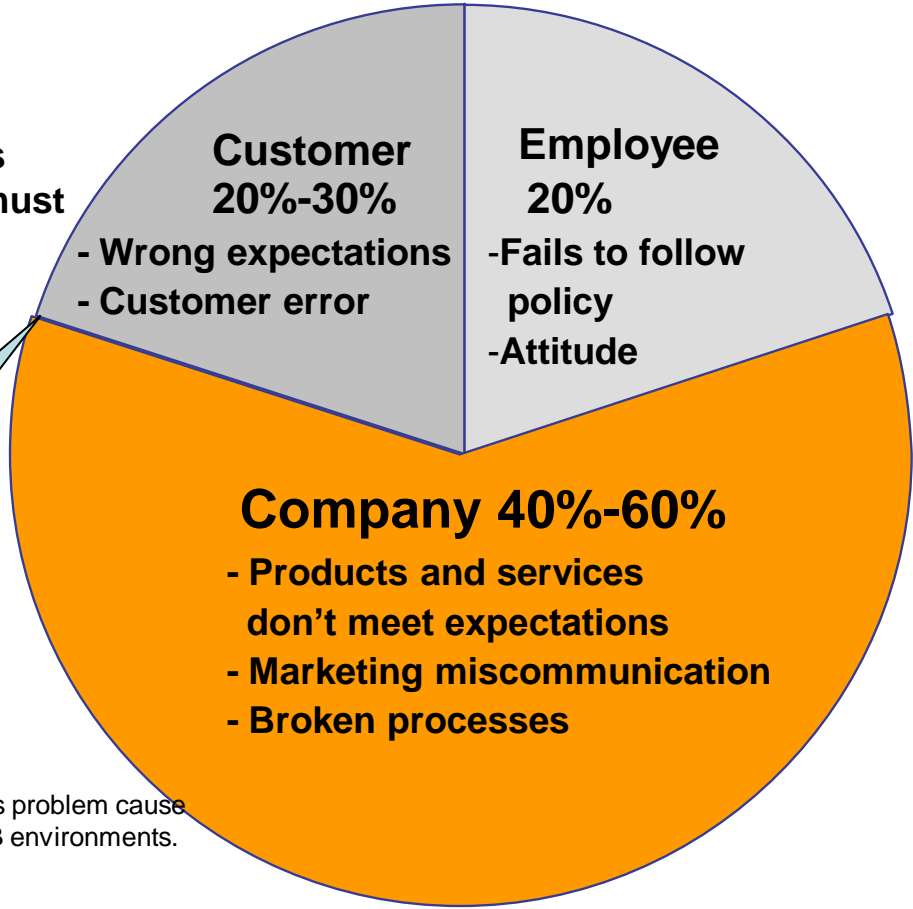 s
must
Customer
20%-30%
- Wrong expectations
- Customer error
Employee
20%
-Fails to follow
policy
-Attitude
Company 40%-60%
- Products and services
don’t meet expectations
- Marketing miscommunication
- Broken processes
s problem cause
environments.